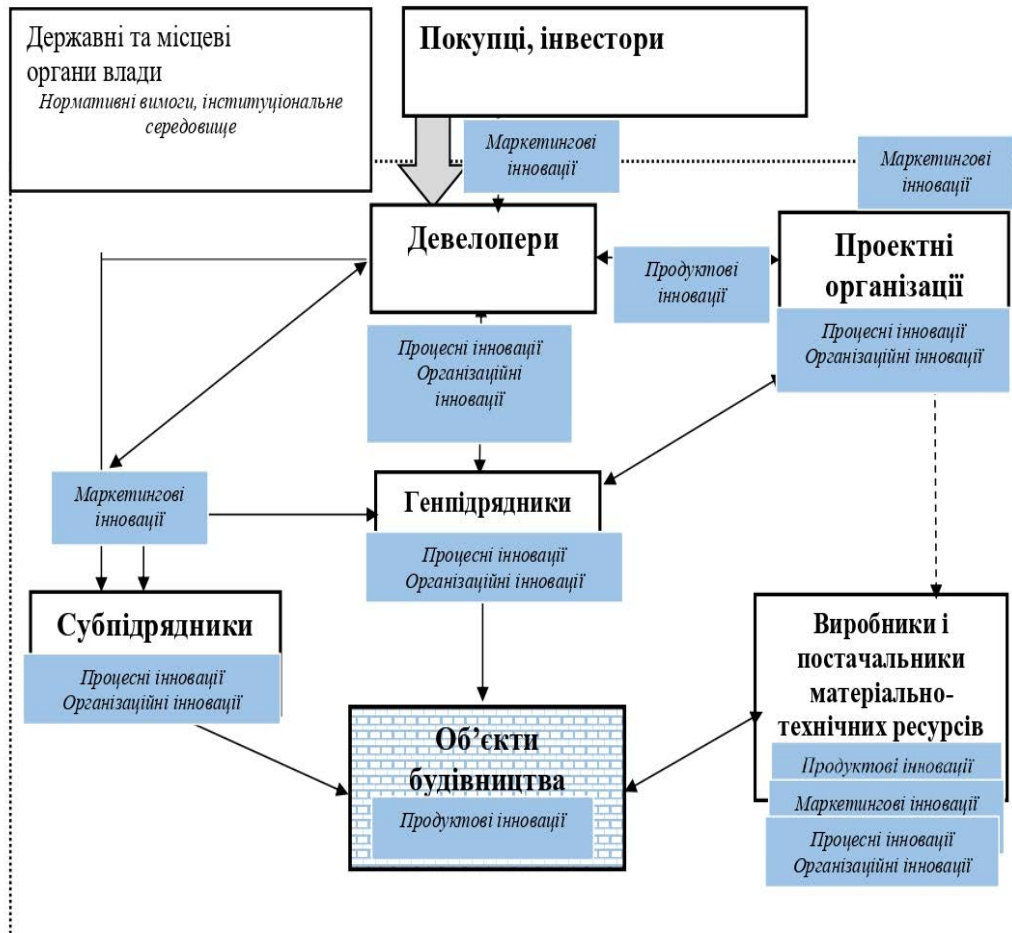 Державні та місцеві
органи влади
Нормативні вимоги, інституціональне
середовище
Покупці, інвестори
Маркетингові
інновації
Маркетингові
інновації
Девелопери
Продуктові
інновації
Проектні
організації
Процесні інновації
Організаційні інновації
Процесні інновації
Організаційні
інновації
Маркетингові
інновації
Генпідрядники
Процесні інновації
Організаційні інновації
Субпідрядники
Процесні інновації
Організаційні інновації
Виробники і
постачальники
матеріально-
технічних ресурсів
Продуктові інновації
Маркетингові інновації
Процесні інновації
Організаційні інновації
Об’єкти
будівництва
Продуктові інновації